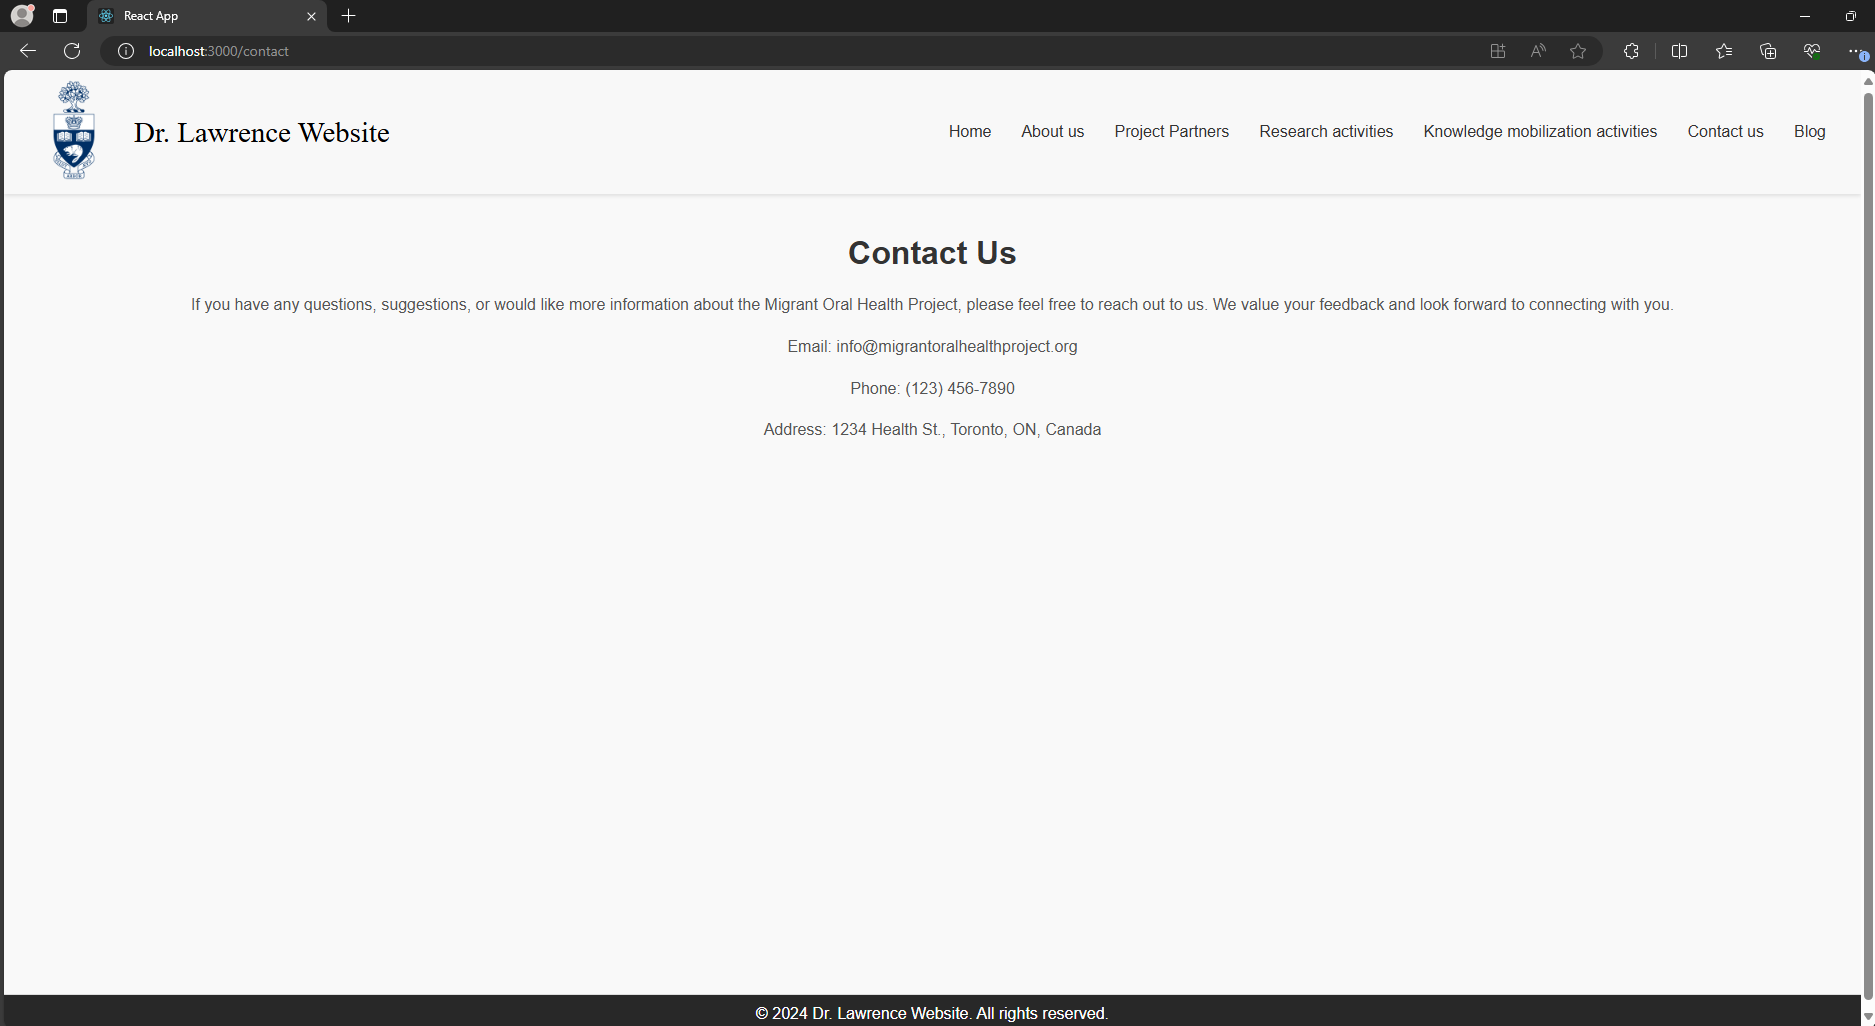 React App
localhost:3000/contact
Dr. Lawrence Website
Home About us Project Partners Research activities Knowledge mobilization activities Contact us Blog
Contact Us
If you have any questions, suggestions, or would like more information about the Migrant Oral Health Project, please feel free to reach out to us. We value your feedback and look forward to connecting with you.
Email: info@migrantoralhealthproject.org
Phone: (123) 456-7890
Address: 1234 Health St., Toronto, ON, Canada
© 2024 Dr. Lawrence Website. All rights reserved.